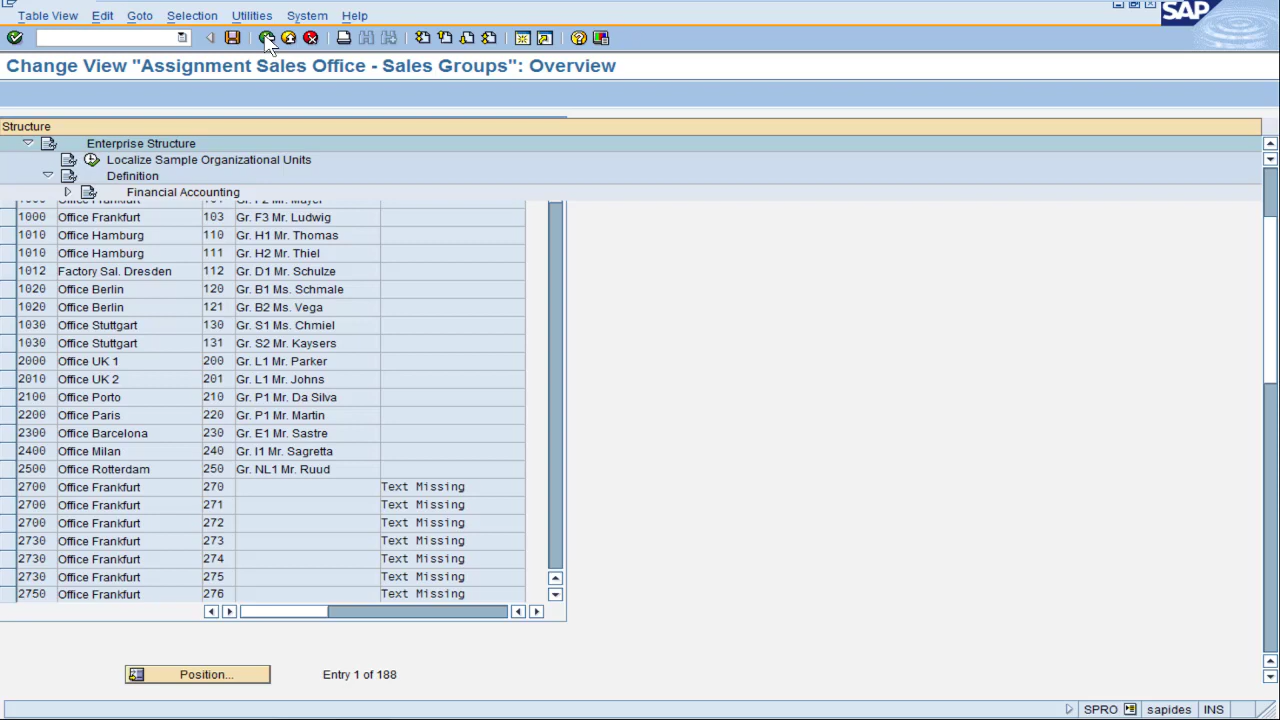 Table View Edit Goto Selection Utilities System Help
SAP
Change View "Assignment Sales Office - Sales Groups": Overview
Structure
Enterprise Structure
Localize Sample Organizational Units
Definition
Financial Accounting
1000 Office Frankfurt 103 Gr. F3 Mr. Ludwig
1010 Office Hamburg 110 Gr. H1 Mr. Thomas
1010 Office Hamburg 111 Gr. H2 Mr. Thiel
1012 Factory Sal. Dresden 112 Gr. D1 Mr. Schulze
1020 Office Berlin 120 Gr. B1 Ms. Schmale
1020 Office Berlin 121 Gr. B2 Ms. Vega
1030 Office Stuttgart 130 Gr. S1 Ms. Chmiel
1030 Office Stuttgart 131 Gr. S2 Mr. Kaysers
2000 Office UK 1 200 Gr. L1 Mr. Parker
2010 Office UK 2 201 Gr. L1 Mr. Johns
2100 Office Porto 210 Gr. P1 Mr. Da Silva
2200 Office Paris 220 Gr. P1 Mr. Martin
2300 Office Barcelona 230 Gr. E1 Mr. Sastre
2400 Office Milan 240 Gr. I1 Mr. Sagretta
2500 Office Rotterdam 250 Gr. NL1 Mr. Ruud
2700 Office Frankfurt 270 Text Missing
2700 Office Frankfurt 271 Text Missing
2700 Office Frankfurt 272 Text Missing
2730 Office Frankfurt 273 Text Missing
2730 Office Frankfurt 274 Text Missing
2730 Office Frankfurt 275 Text Missing
2750 Office Frankfurt 276 Text Missing
Position... Entry 1 of 188
SPRO sapides INS